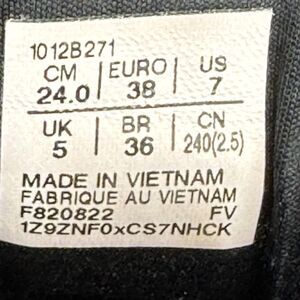 1012B271
CM EURO US
24.0 38 7
UK BR CN
5 36 240(2.5)
MADE IN VIETNAM
FABRIQUE AU VIETNAM
F820822 FV
1Z9ZNF0xCS7NHCK